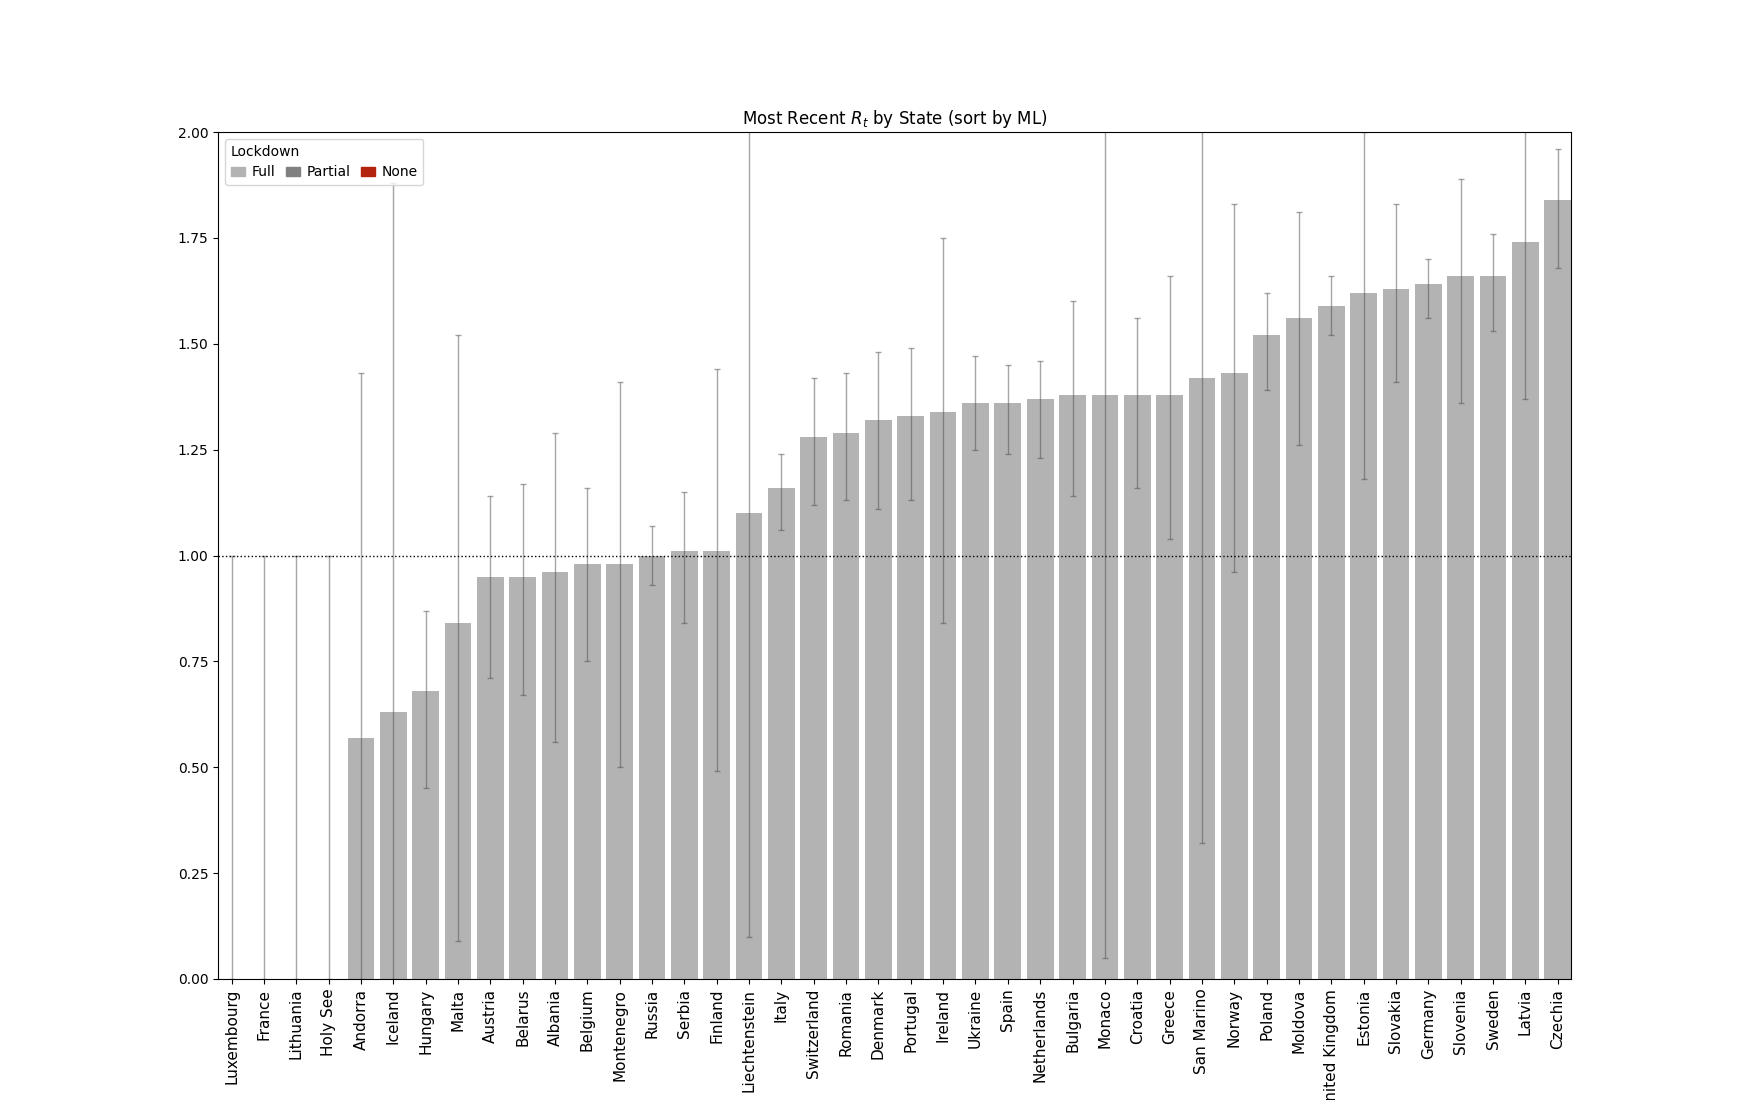 Most Recent Rt by State (sort by ML)
Lockdown
Full Partial None
2.00
1.75
1.50
1.25
1.00
0.75
0.50
0.25
0.00
Luxembourg
France
Lithuania
Holy See
Andorra
Iceland
Hungary
Malta
Austria
Belarus
Albania
Belgium
Montenegro
Russia
Serbia
Finland
Liechtenstein
Italy
Switzerland
Romania
Denmark
Portugal
Ireland
Ukraine
Spain
Netherlands
Bulgaria
Monaco
Croatia
Greece
San Marino
Norway
Poland
Moldova
nited Kingdom
Estonia
Slovakia
Germany
Slovenia
Sweden
Latvia
Czechia